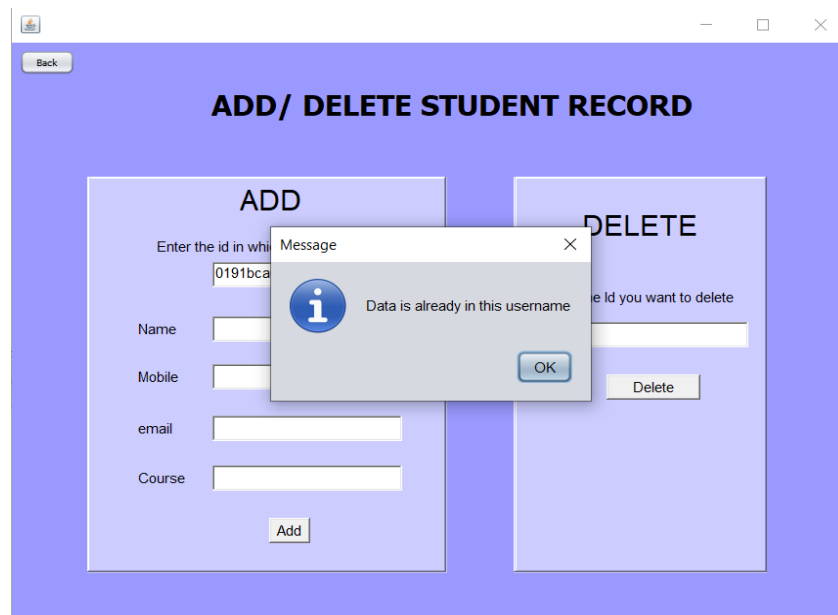 Back
ADD/ DELETE STUDENT RECORD
ADD
Enter the id in
0191bca
Name
Mobile
email
Course
Add
Message
Data is already in this username
OK
DELETE
Id you want to delete
Delete